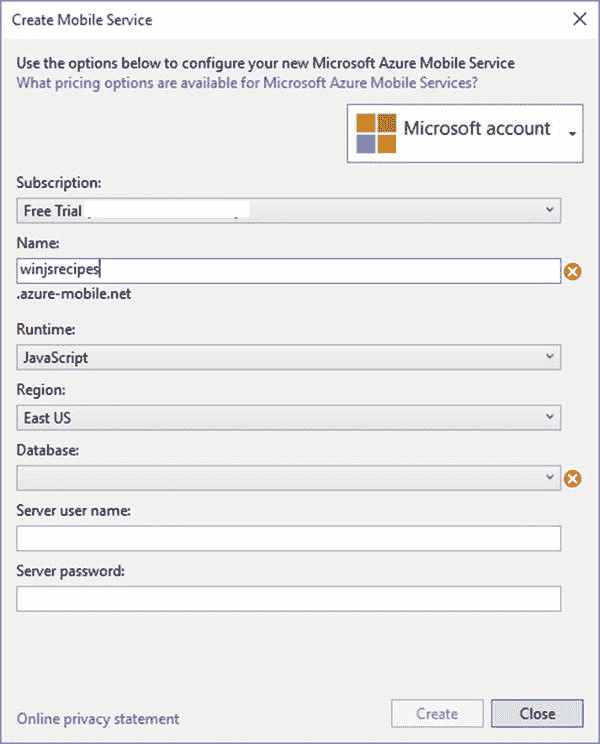 Create Mobile Service
Use the options below to configure your new Microsoft Azure Mobile Service
What pricing options are available for Microsoft Azure Mobile Services?
Microsoft account
Subscription:
Free Trial
Name:
winjsrecipes
.azure-mobile.net
Runtime:
JavaScript
Region:
East US
Database:
Server user name:
Server password:
Online privacy statement
Create
Close